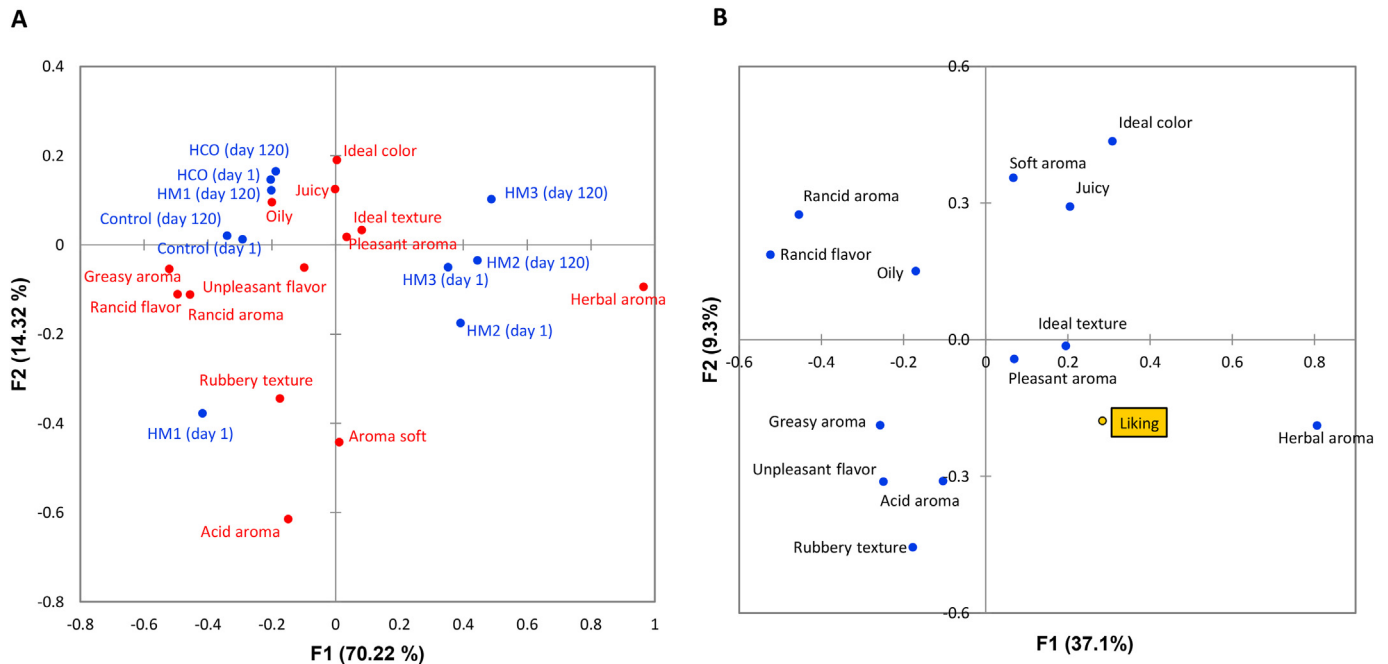 A
0.4
0.2
0
-0.2
-0.4
-0.6
-0.8
F2 (14.32 %)
-0.8
-0.6
-0.4
-0.2
0
0.2
0.4
0.6
0.8
1
F1 (70.22 %)
HCO (day 120)
HCO (day 1)
HM1 (day 120)
Oily
Control (day 120)
Control (day 1)
Ideal color
Juicy
HM3 (day 120)
Ideal texture
Pleasant aroma
HM2 (day 120)
HM3 (day 1)
Herbal aroma
HM2 (day 1)
Greasy aroma
Unpleasant flavor
Rancid flavor
Rancid aroma
Rubbery texture
HM1 (day 1)
Aroma soft
Acid aroma
B
0.6
0.3
0.0
-0.3
-0.6
F2 (9.3%)
-0.6
-0.4
-0.2
0
0.2
0.4
0.6
0.8
F1 (37.1%)
Ideal color
Soft aroma
Juicy
Rancid aroma
Rancid flavor
Oily
Ideal texture
Pleasant aroma
Liking
Herbal aroma
Greasy aroma
Unpleasant flavor
Acid aroma
Rubbery texture